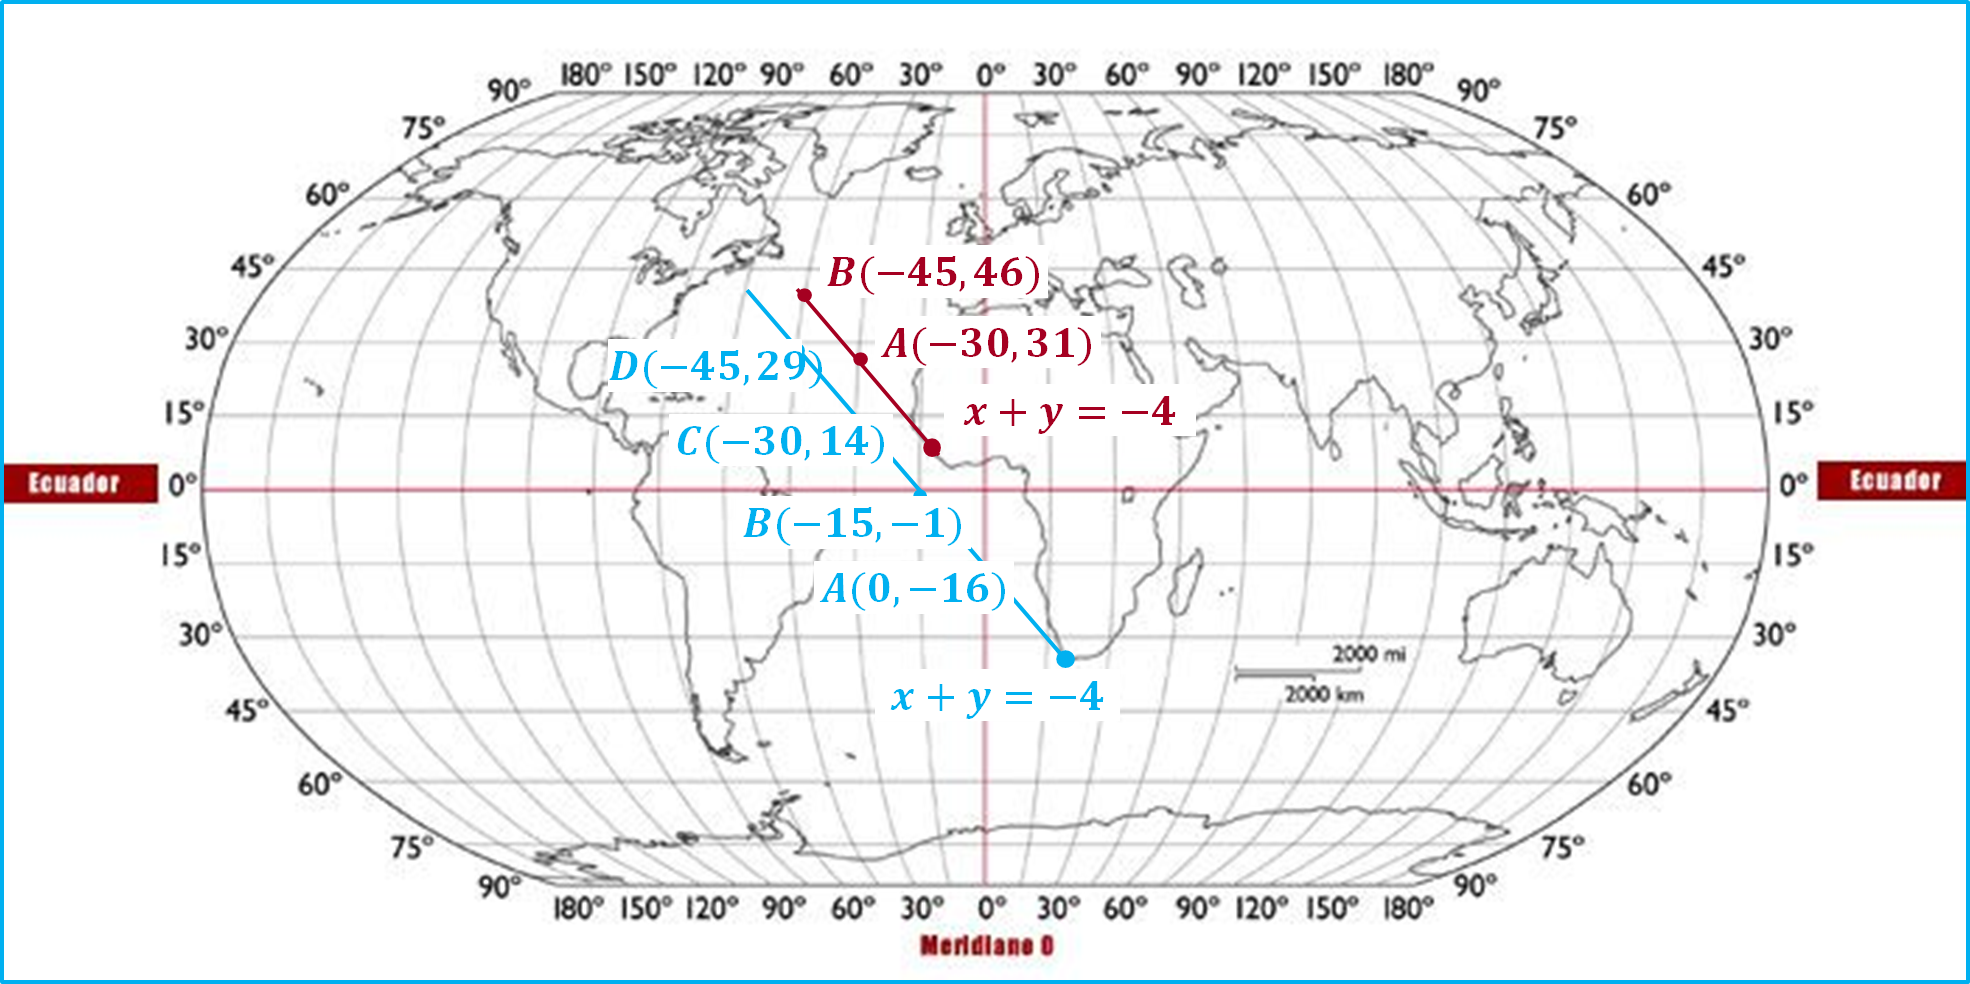 180° 150° 120° 90° 60° 30° 0° 30° 60° 90° 120° 150° 180°
90° 90°
75° 75°
60° 60°
45° B(−45,46) 45°
30° A(−30,31) 30°
D(−45,29)
15° x + y = −4 15°
C(−30,14)
Ecuador 0° 0° Ecuador
B(−15,−1)
15° 15°
A(0,−16)
30° 30°
2000 mi
2000 km
x + y = −4
45° 45°
60° 60°
75° 75°
90° 90°
180° 150° 120° 90° 60° 30° 0° 30° 60° 90° 120° 150° 180°
Meridiano 0